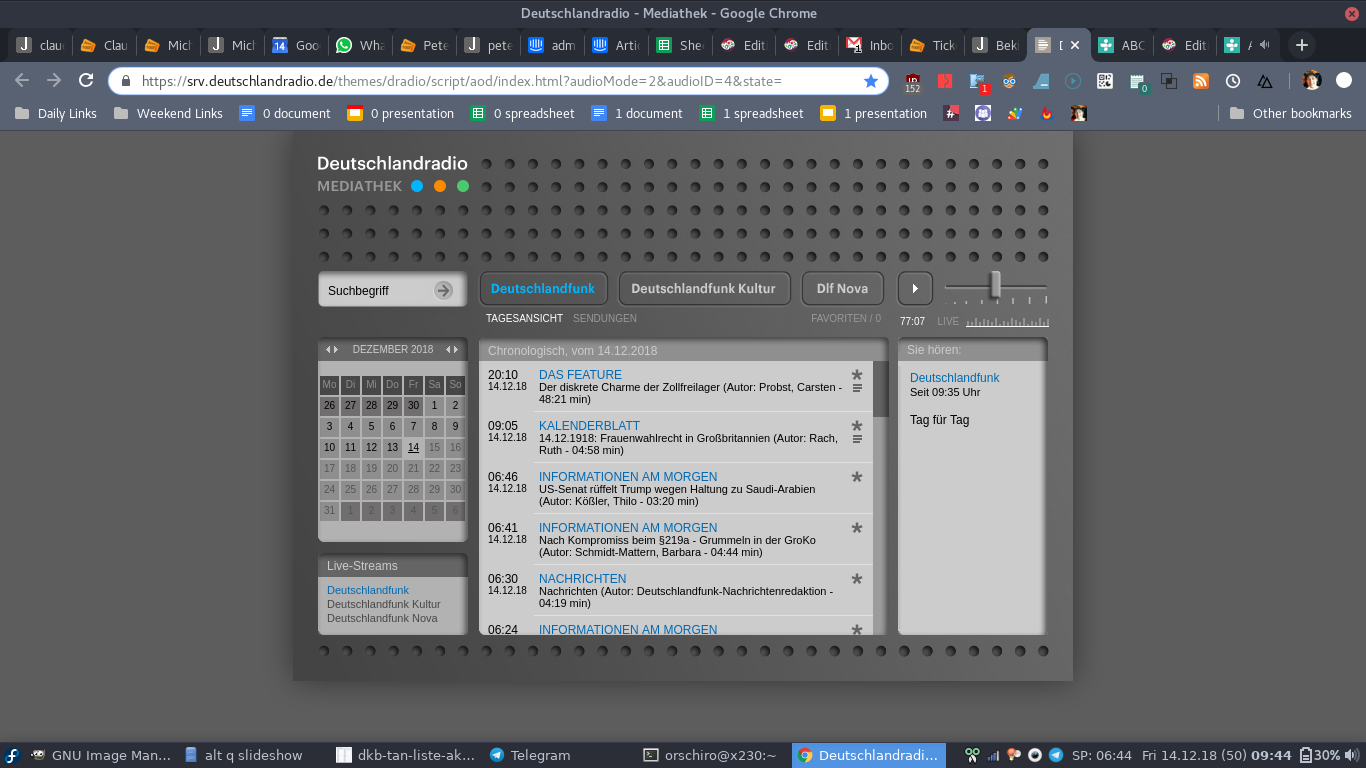 Deutschlandradio - Mediathek - Google Chrome
clau Clau Mich Mich Goo Wha Pete pete adm Artic She Edit Edit Inbo Tick Beki D ABC Edit A
https://srv.deutschlandradio.de/themes/dradio/script/aod/index.html?audioMode=2&audioID=4&state=
Daily Links Weekend Links 0 document 0 presentation 0 spreadsheet 1 document 1 spreadsheet 1 presentation Other bookmarks
Deutschlandradio
MEDIATHEK
Suchbegriff
Deutschlandfunk Deutschlandfunk Kultur Dlf Nova
TAGESANSICHT SENDUNGEN FAVORITEN / 0
77:07 LIVE
DEZEMBER 2018
Mo Di Mi Do Fr Sa So
26 27 28 29 30 1 2
3 4 5 6 7 8 9
10 11 12 13 14 15 16
17 18 19 20 21 22 23
24 25 26 27 28 29 30
31 1 2 3 4 5 6
Live-Streams
Deutschlandfunk
Deutschlandfunk Kultur
Deutschlandfunk Nova
Chronologisch, vom 14.12.2018
20:10 DAS FEATURE
14.12.18 Der diskrete Charme der Zollfreilager (Autor: Probst, Carsten -
48:21 min)
09:05 KALENDERBLATT
14.12.18 14.12.1918: Frauenwahlrecht in Großbritannien (Autor: Rach,
Ruth - 04:58 min)
06:46 INFORMATIONEN AM MORGEN
14.12.18 US-Senat rüffelt Trump wegen Haltung zu Saudi-Arabien
(Autor: Kößler, Thilo - 03:20 min)
06:41 INFORMATIONEN AM MORGEN
14.12.18 Nach Kompromiss beim §219a - Grummeln in der GroKo
(Autor: Schmidt-Mattern, Barbara - 04:44 min)
06:30 NACHRICHTEN
14.12.18 Nachrichten (Autor: Deutschlandfunk-Nachrichtenredaktion -
04:19 min)
06:24 INFORMATIONEN AM MORGEN
Sie hören:
Deutschlandfunk
Seit 09:35 Uhr
Tag für Tag
GNU Image Man... alt q slideshow dkb-tan-liste-ak... Telegram orschiro@x230:~ Deutschlandradi... SP: 06:44 Fri 14.12.18 (50) 09:44 30%